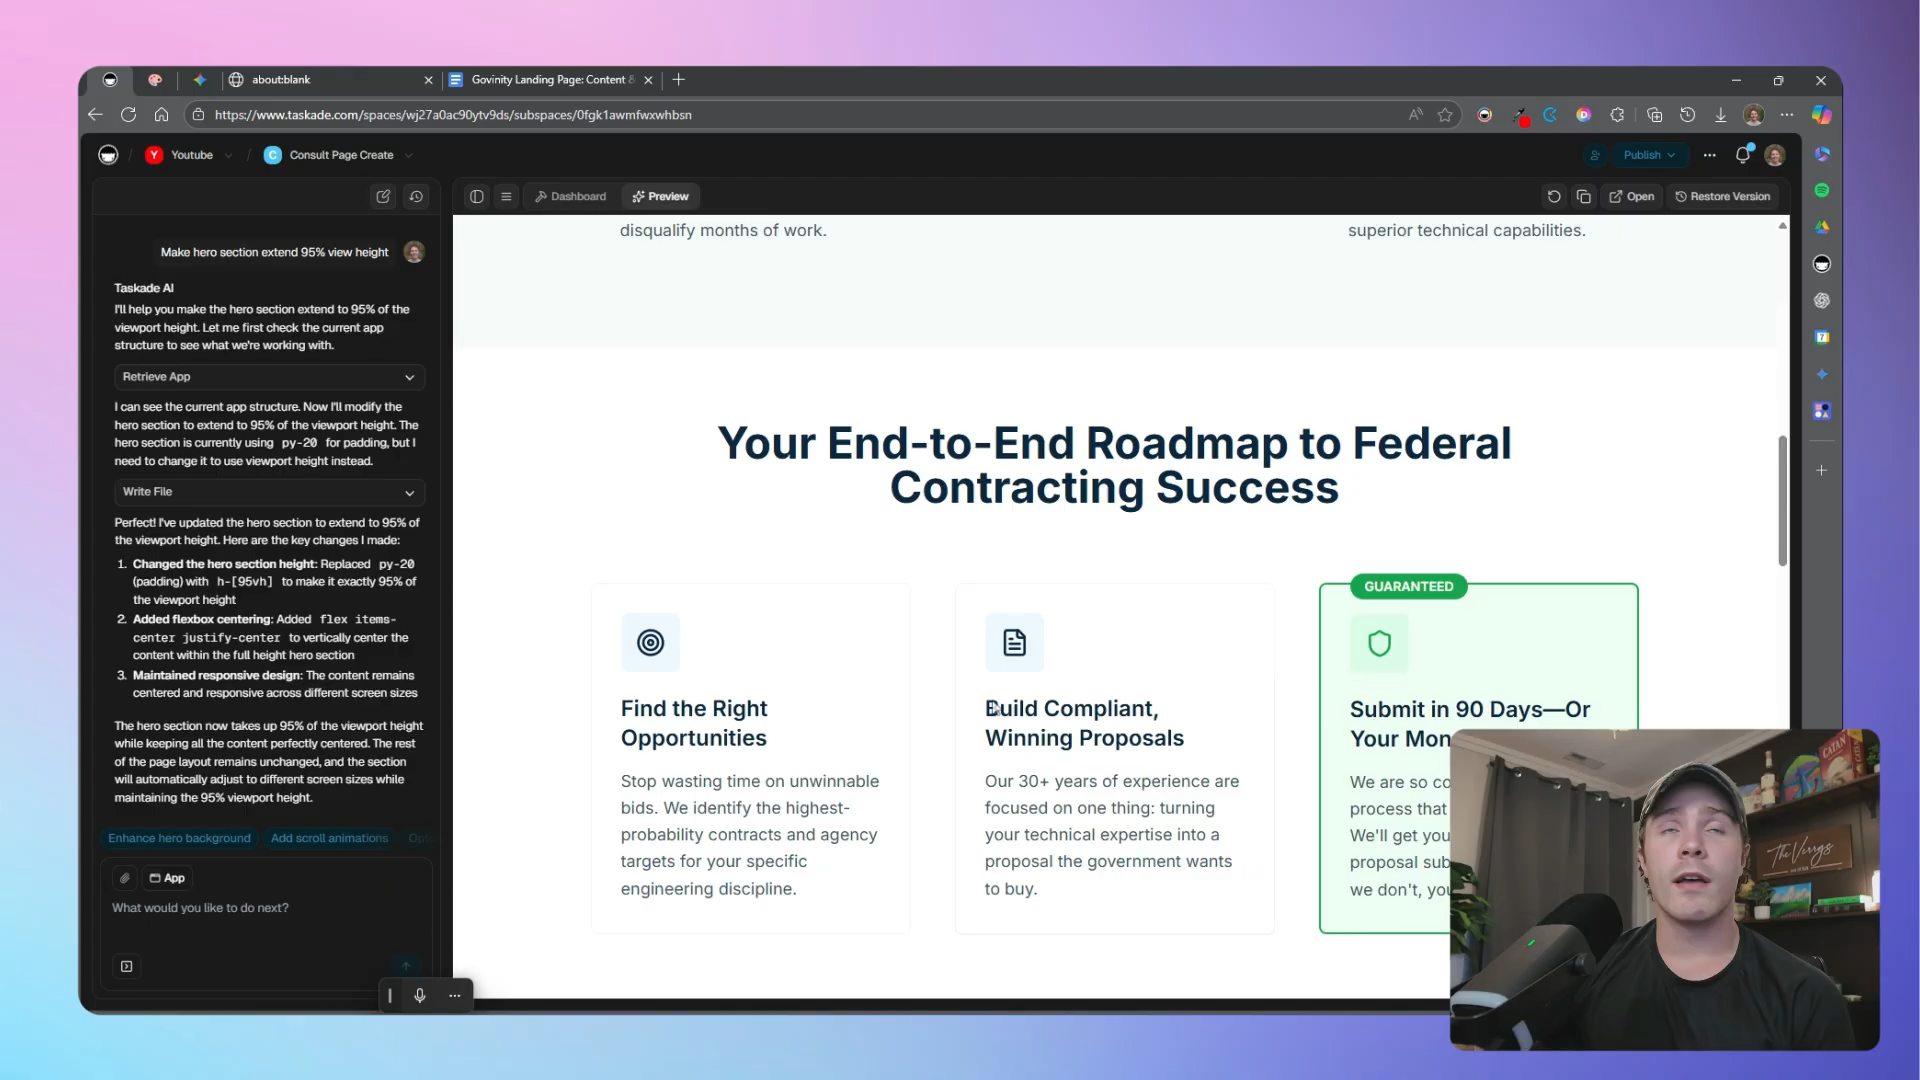 about:blank
Govinity Landing Page: Content &
https://www.taskade.com/spaces/wj27a0ac90ytv9ds/subspaces/0fgk1awmfwxwhbsn
/ Y Youtube / C Consult Page Create
Publish
Dashboard
Preview
Open
Restore Version
Make hero section extend 95% view height
Taskade AI
I'll help you make the hero section extend to 95% of the
viewport height. Let me first check the current app
structure to see what we're working with.
Retrieve App
I can see the current app structure. Now I'll modify the
hero section to extend to 95% of the viewport height. The
hero section is currently using py-20 for padding, but I
need to change it to use viewport height instead.
Write File
Perfect! I've updated the hero section to extend to 95% of
the viewport height. Here are the key changes I made:
1. Changed the hero section height: Replaced py-20
(padding) with h-[95vh] to make it exactly 95% of
the viewport height
2. Added flexbox centering: Added flex items-
center justify-center to vertically center the
content within the full height hero section
3. Maintained responsive design: The content remains
centered and responsive across different screen sizes
The hero section now takes up 95% of the viewport height
while keeping all the content perfectly centered. The rest
of the page layout remains unchanged, and the section
will automatically adjust to different screen sizes while
maintaining the 95% viewport height.
Enhance hero background
Add scroll animations
App
What would you like to do next?
disqualify months of work.
superior technical capabilities.
Your End-to-End Roadmap to Federal
Contracting Success
Find the Right
Opportunities
Stop wasting time on unwinnable
bids. We identify the highest-
probability contracts and agency
targets for your specific
engineering discipline.
Build Compliant,
Winning Proposals
Our 30+ years of experience are
focused on one thing: turning
your technical expertise into a
proposal the government wants
to buy.
GUARANTEED
Submit in 90 Days—Or
Your Mon
We are so co
process that
We'll get you
proposal sub
we don't, you
CATAN
The Verrys